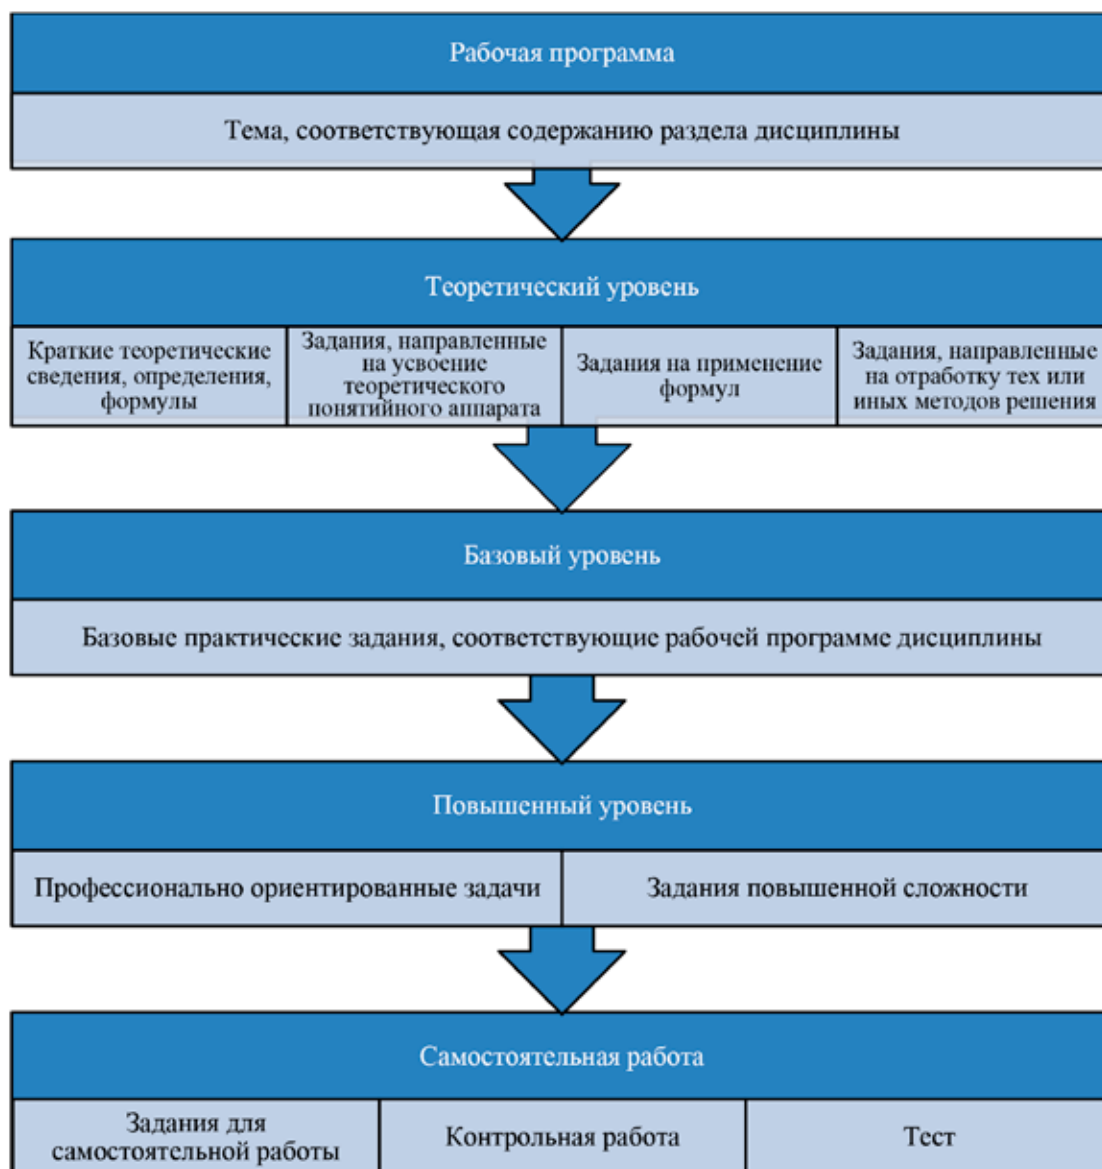 Рабочая программа
Тема, соответствующая содержанию раздела дисциплины
Теоретический уровень
Краткие теоретические
сведения, определения,
формулы
Задания, направленные
на усвоение
теоретического
понятийного аппарата
Задания на применение
формул
Задания, направленные
на отработку тех или
иных методов решения
Базовый уровень
Базовые практические задания, соответствующие рабочей программе дисциплины
Повышенный уровень
Профессионально ориентированные задачи
Задания повышенной сложности
Самостоятельная работа
Задания для
самостоятельной работы
Контрольная работа
Тест